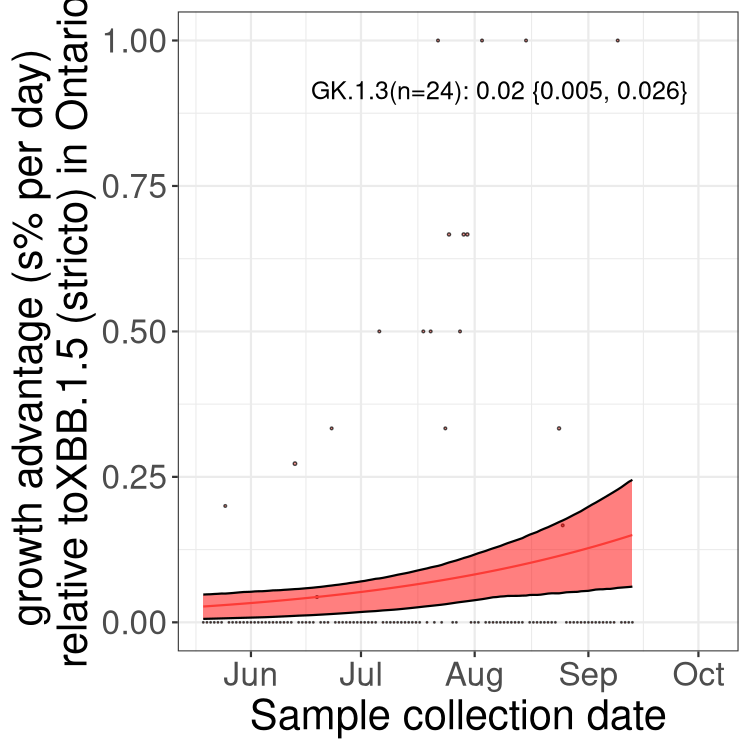 growth advantage (s% per day)
relative toXBB.1.5 (stricto) in Ontario
1.00
GK.1.3(n=24): 0.02 {0.005, 0.026}
0.75
0.50
0.25
0.00
Jun Jul Aug Sep Oct
Sample collection date